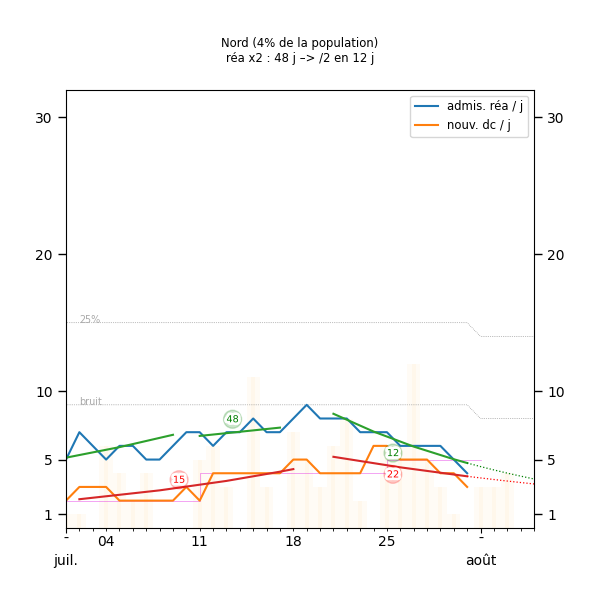 Nord (4% de la population)
réa x2 : 48 j –> /2 en 12 j
admis. réa / j
nouv. dc / j
30
30
20
20
25%
10
bruit
10
48
5
12
5
15
22
1
1
- 04 11 18 25 -
juil. août